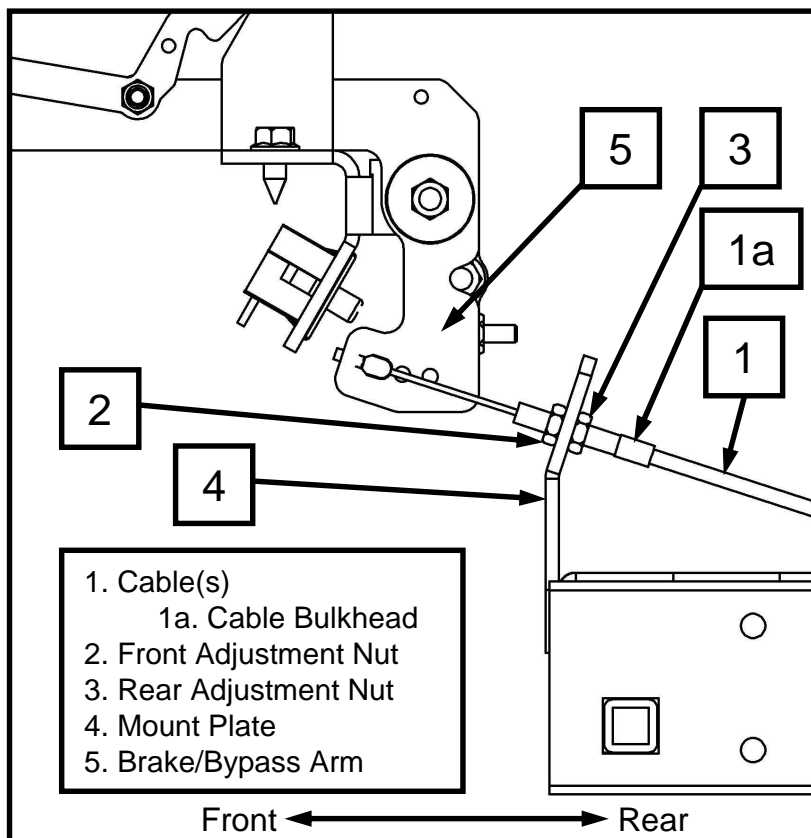 5
3
1a
1
2
4
1. Cable(s)
1a. Cable Bulkhead
2. Front Adjustment Nut
3. Rear Adjustment Nut
4. Mount Plate
5. Brake/Bypass Arm
Front Rear